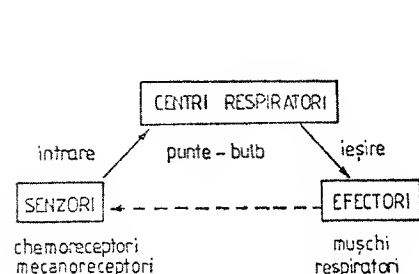 CENTRI RESPIRATORI
intrare
punte - bulb
ieșire
SENZORI
EFECTORI
chemoreceptori
mecanoreceptori
mușchi
respiratori